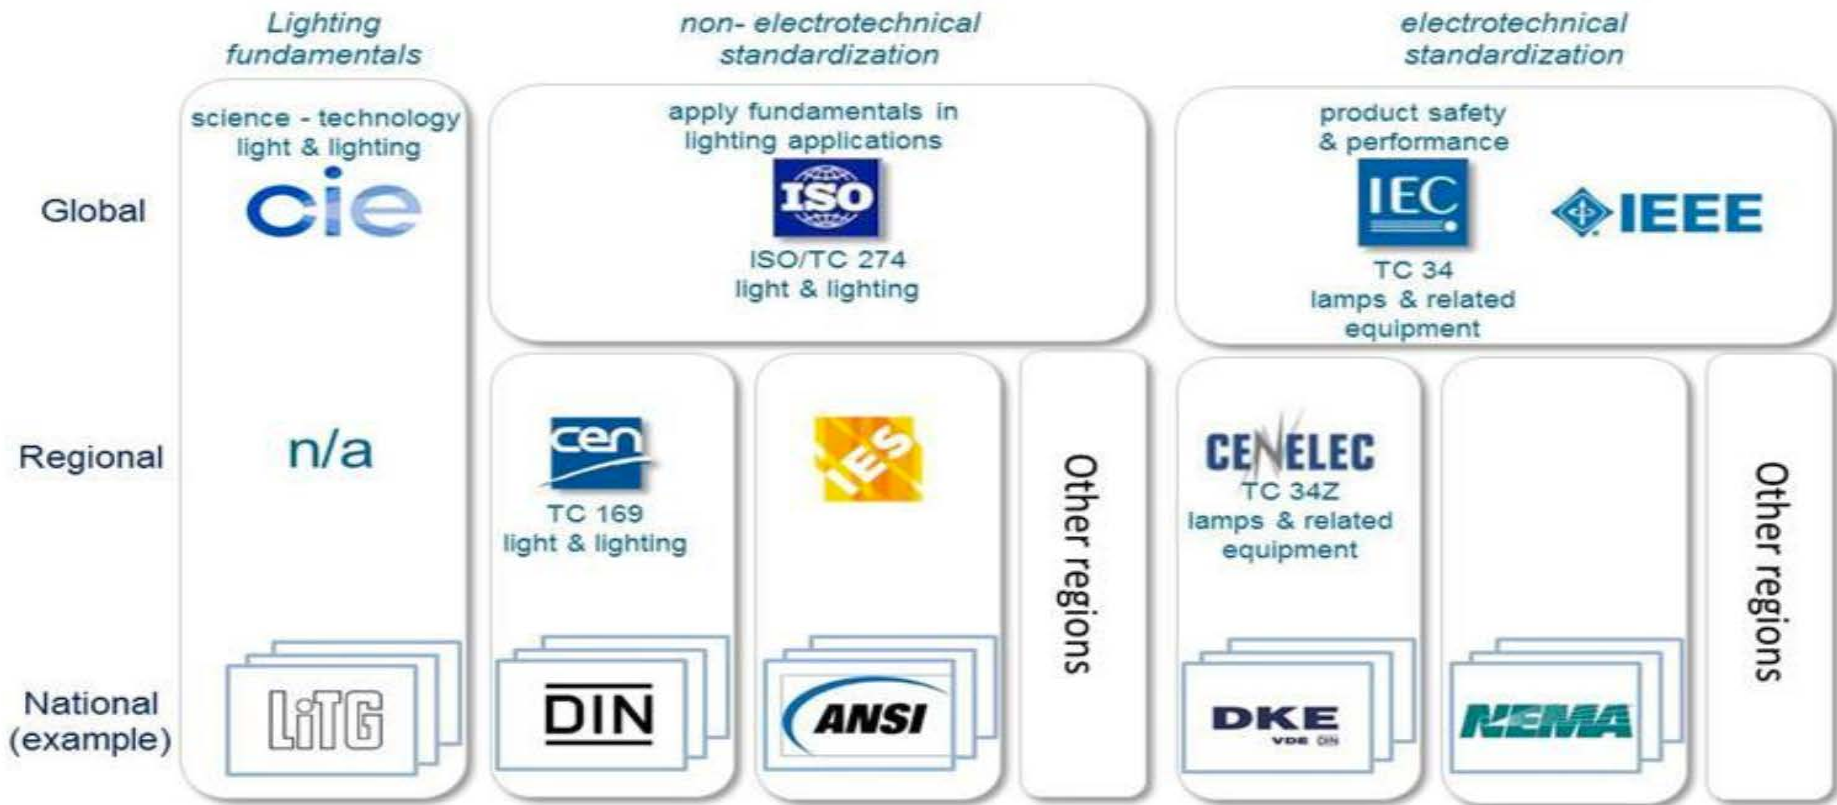 Lighting
fundamentals
non- electrotechnical
standardization
electrotechnical
standardization
science - technology
light & lighting
apply fundamentals in
lighting applications
product safety
& performance
Global
cie
ISO
IEC
IEEE
ISO/TC 274
light & lighting
TC 34
lamps & related
equipment
Regional
n/a
cen
TC 169
light & lighting
iES
Other regions
CENELEC
TC 34Z
lamps & related
equipment
Other regions
National
(example)
LiTG
DIN
ANSI
DKE
VDE DIN
NEMA